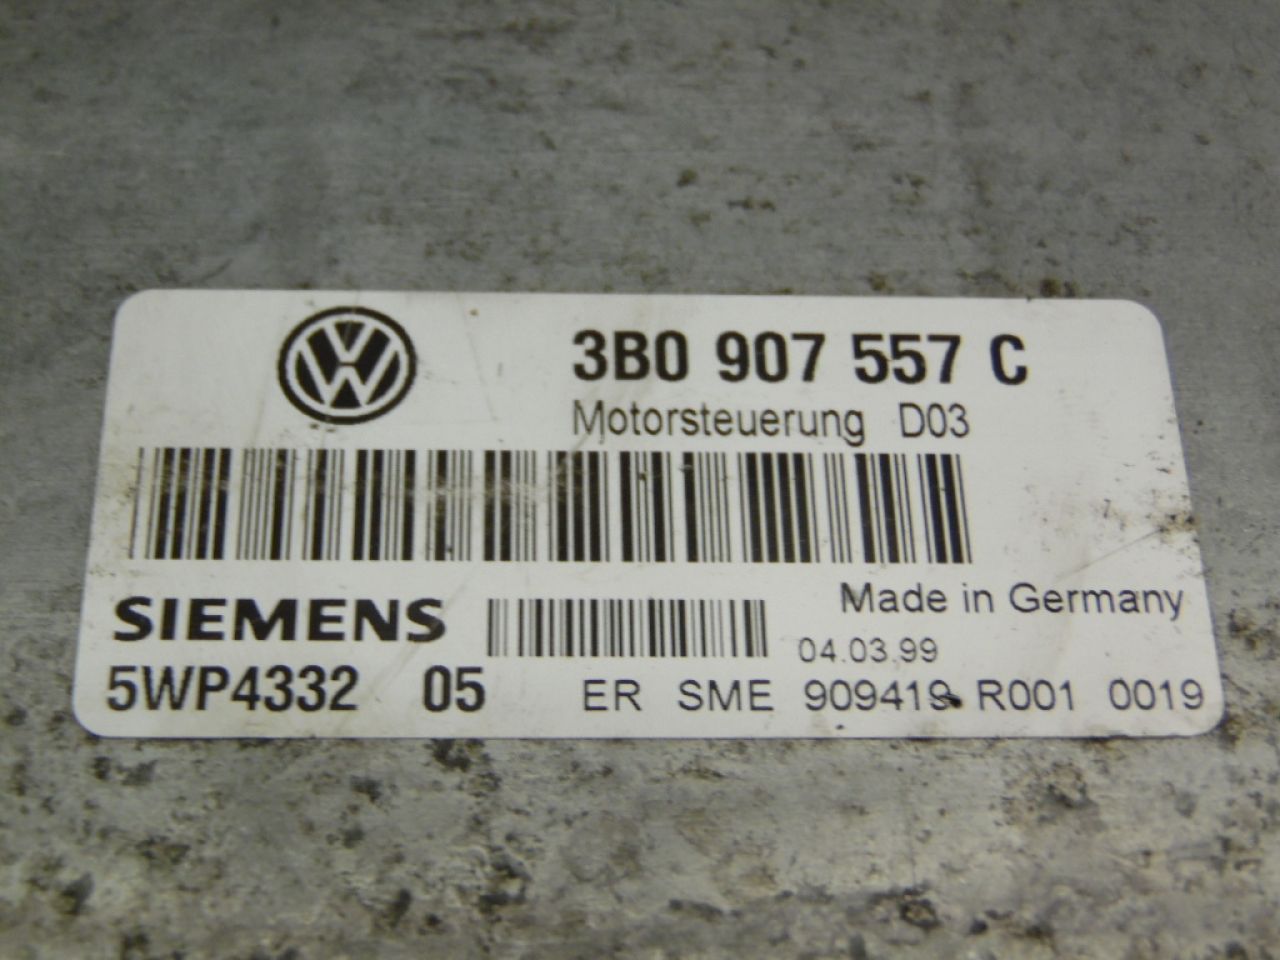 3B0 907 557 C
Motorsteuerung D03
SIEMENS
Made in Germany
04.03.99
5WP4332 05
ER SME 909419 R001 0019